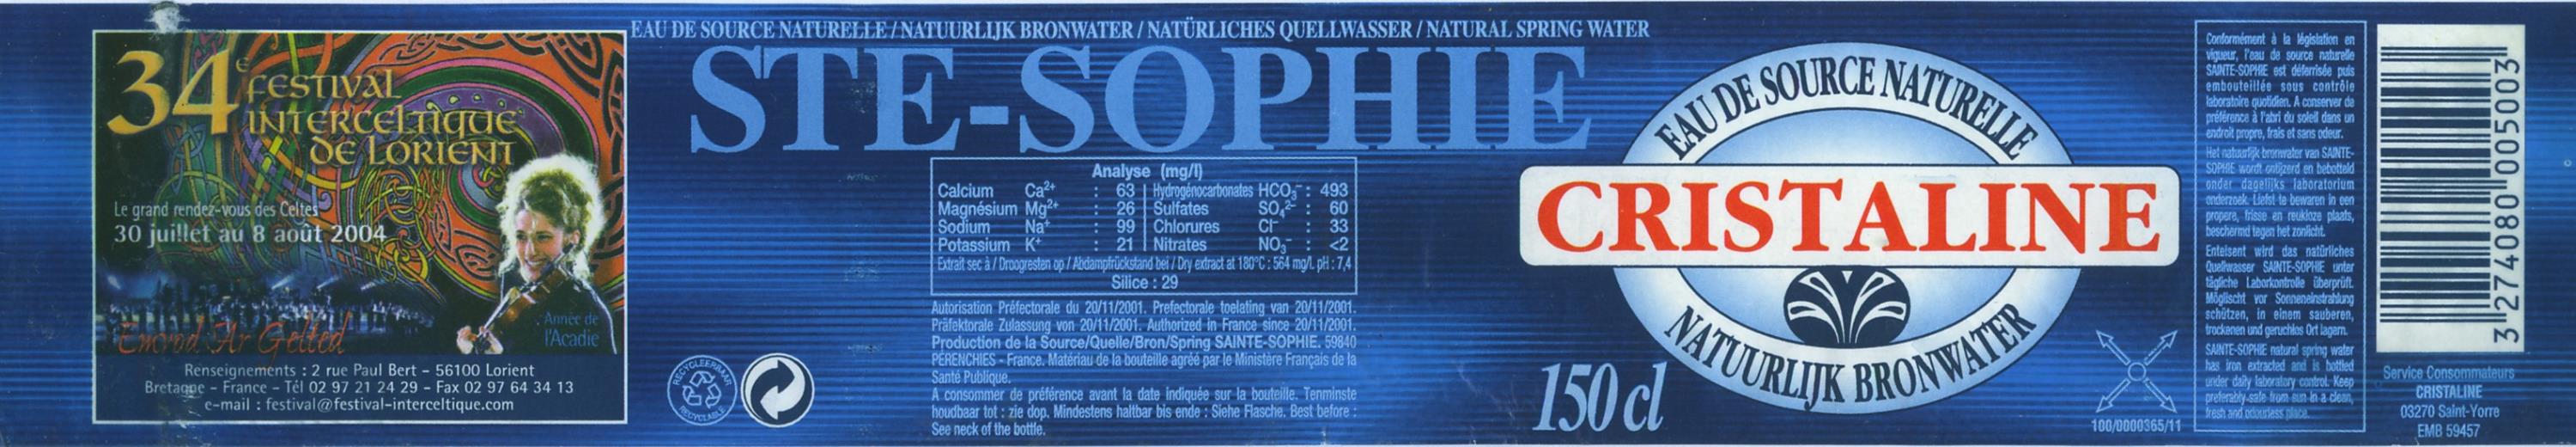 34e FESTIVAL
INTERCELTIQUE
DE LORIENT
Le grand rendez-vous des Celtes
30 juillet au 8 août 2004
Emvod Ar Gelted
Année de
l'Acadie
Renseignements : 2 rue Paul Bert - 56100 Lorient
Bretagne - France - Tél 02 97 21 24 29 - Fax 02 97 64 34 13
e-mail : festival@festival-interceltique.com
EAU DE SOURCE NATURELLE / NATUURLIJK BRONWATER / NATÜRLICHES QUELLWASSER / NATURAL SPRING WATER
STE-SOPHIE
RECYCLEERBAAR
RECYCLABLE
Analyse (mg/l)
Calcium Ca2+ : 63 | Hydrogénocarbonates HCO3- : 493
Magnésium Mg2+ : 26 | Sulfates SO42- : 60
Sodium Na+ : 99 | Chlorures Cl- : 33
Potassium K+ : 21 | Nitrates NO3- : <2
Extrait sec à / Droogresten op / Abdampfrückstand bei / Dry extract at 180°C : 564 mg/l. pH : 7,4
Silice : 29
Autorisation Préfectorale du 20/11/2001. Prefectorale toelating van 20/11/2001.
Präfektorale Zulassung von 20/11/2001. Authorized in France since 20/11/2001.
Production de la Source/Quelle/Bron/Spring SAINTE-SOPHIE. 59840
PÉRENCHIES - France. Matériau de la bouteille agréé par le Ministère Français de la
Santé Publique.
A consommer de préférence avant la date indiquée sur la bouteille. Tenminste
houdbaar tot : zie dop. Mindestens haltbar bis ende : Siehe Flasche. Best before :
See neck of the bottle.
EAU DE SOURCE NATURELLE
CRISTALINE
NATUURLIJK BRONWATER
150 cl
100/0000365/11
Conformément à la législation en
vigueur, l'eau de source naturelle
SAINTE-SOPHIE est déferrisée puis
embouteillée sous contrôle
laboratoire quotidien. A conserver de
préférence à l'abri du soleil dans un
endroit propre, frais et sans odeur.
Het natuurlijk bronwater van SAINTE-
SOPHIE wordt ontijzerd en bebotteld
onder dagelijks laboratorium
onderzoek. Liefst te bewaren in een
propere, frisse en reukloze plaats,
beschermd tegen het zonlicht.
Enteisent wird das natürliches
Quellwasser SAINTE-SOPHIE unter
tägliche Laborkontrolle überprüft.
Möglischt vor Sonneneinstrahlung
schützen, in einem sauberen,
trockenen und geruchlos Ort lagern.
SAINTE-SOPHIE natural spring water
has iron extracted and is bottled
under daily laboratory control. Keep
preferably safe from sun in a clean,
fresh and odourless place.
3 274080 005003
Service Consommateurs
CRISTALINE
03270 Saint-Yorre
EMB 59457